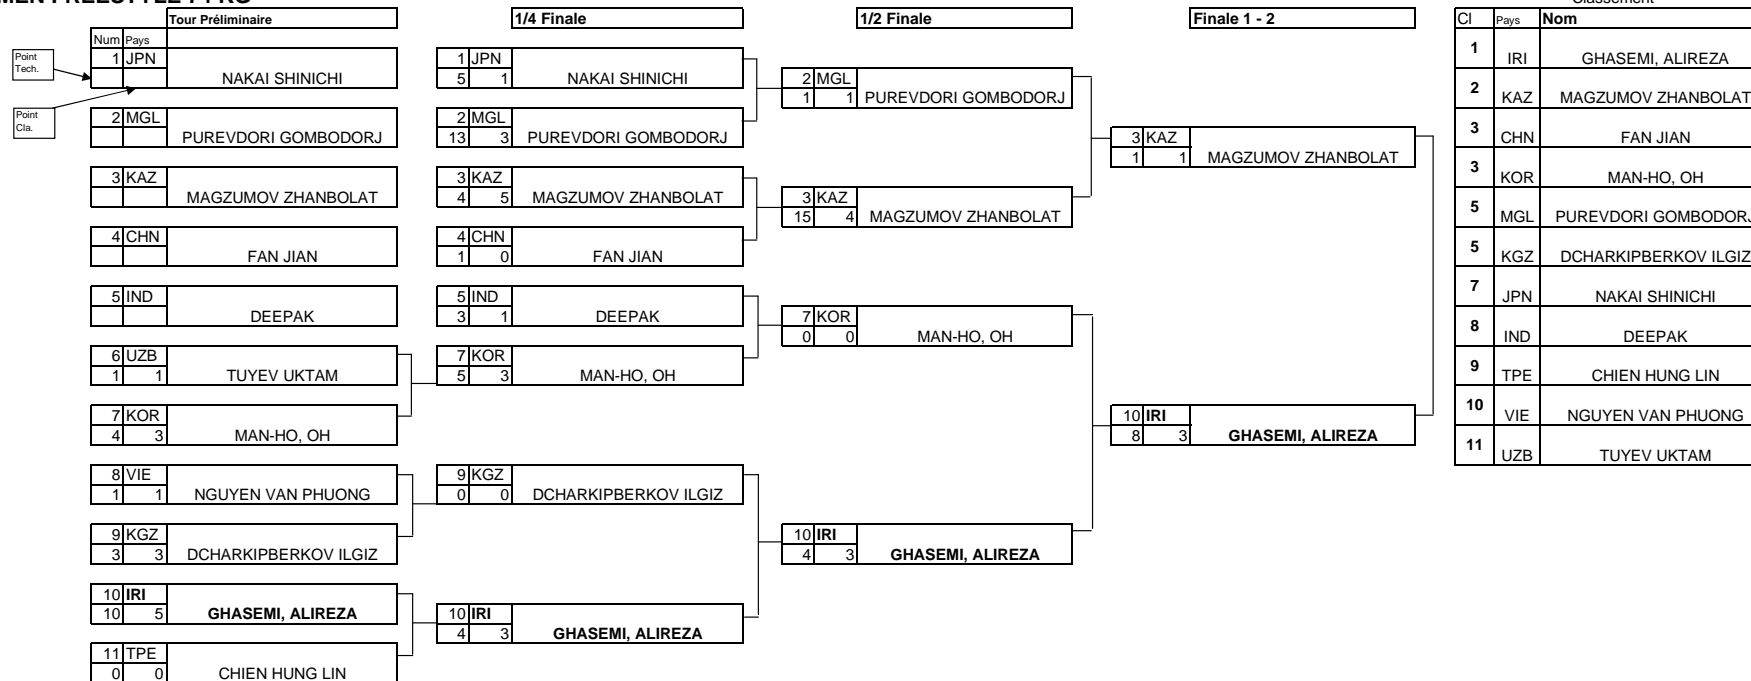 Tour Préliminaire
1/4 Finale
1/2 Finale
Finale 1 - 2
Cl Pays Nom
Num Pays
Point
Tech.
Point
Cla.
1 JPN
NAKAI SHINICHI
2 MGL
PUREVDORI GOMBODORJ
3 KAZ
MAGZUMOV ZHANBOLAT
4 CHN
FAN JIAN
5 IND
DEEPAK
6 UZB
1 1 TUYEV UKTAM
7 KOR
4 3 MAN-HO, OH
8 VIE
1 1 NGUYEN VAN PHUONG
9 KGZ
3 3 DCHARKIPBERKOV ILGIZ
10 IRI
10 5 GHASEMI, ALIREZA
11 TPE
0 0 CHIEN HUNG LIN
1 JPN
5 1 NAKAI SHINICHI
2 MGL
13 3 PUREVDORI GOMBODORJ
3 KAZ
4 5 MAGZUMOV ZHANBOLAT
4 CHN
1 0 FAN JIAN
5 IND
3 1 DEEPAK
7 KOR
5 3 MAN-HO, OH
9 KGZ
0 0 DCHARKIPBERKOV ILGIZ
10 IRI
4 3 GHASEMI, ALIREZA
2 MGL
1 1 PUREVDORI GOMBODORJ
3 KAZ
15 4 MAGZUMOV ZHANBOLAT
7 KOR
0 0 MAN-HO, OH
10 IRI
4 3 GHASEMI, ALIREZA
3 KAZ
1 1 MAGZUMOV ZHANBOLAT
10 IRI
8 3 GHASEMI, ALIREZA
1 IRI GHASEMI, ALIREZA
2 KAZ MAGZUMOV ZHANBOLAT
3 CHN FAN JIAN
3 KOR MAN-HO, OH
5 MGL PUREVDORI GOMBODORJ
5 KGZ DCHARKIPBERKOV ILGIZ
7 JPN NAKAI SHINICHI
8 IND DEEPAK
9 TPE CHIEN HUNG LIN
10 VIE NGUYEN VAN PHUONG
11 UZB TUYEV UKTAM